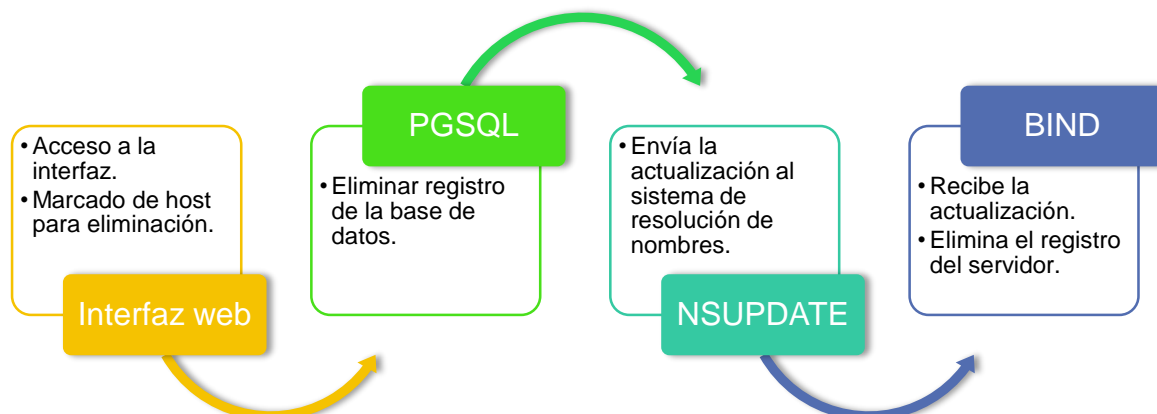 • Acceso a la
interfaz.
• Marcado de host
para eliminación.
Interfaz web
PGSQL
• Eliminar registro
de la base de
datos.
• Envía la
actualización al
sistema de
resolución de
nombres.
NSUPDATE
BIND
• Recibe la
actualización.
• Elimina el registro
del servidor.